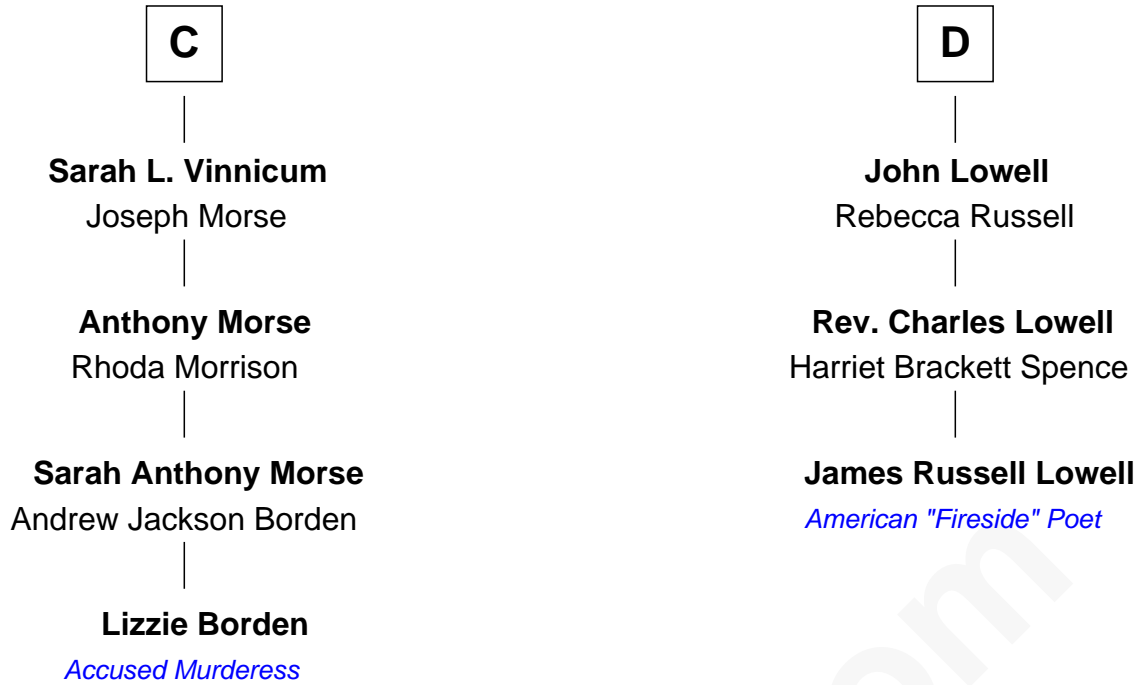 C
Sarah L. Vinnicum
Joseph Morse
Anthony Morse
Rhoda Morrison
Sarah Anthony Morse
Andrew Jackson Borden
Lizzie Borden
Accused Murderess
D
John Lowell
Rebecca Russell
Rev. Charles Lowell
Harriet Brackett Spence
James Russell Lowell
American "Fireside" Poet
om